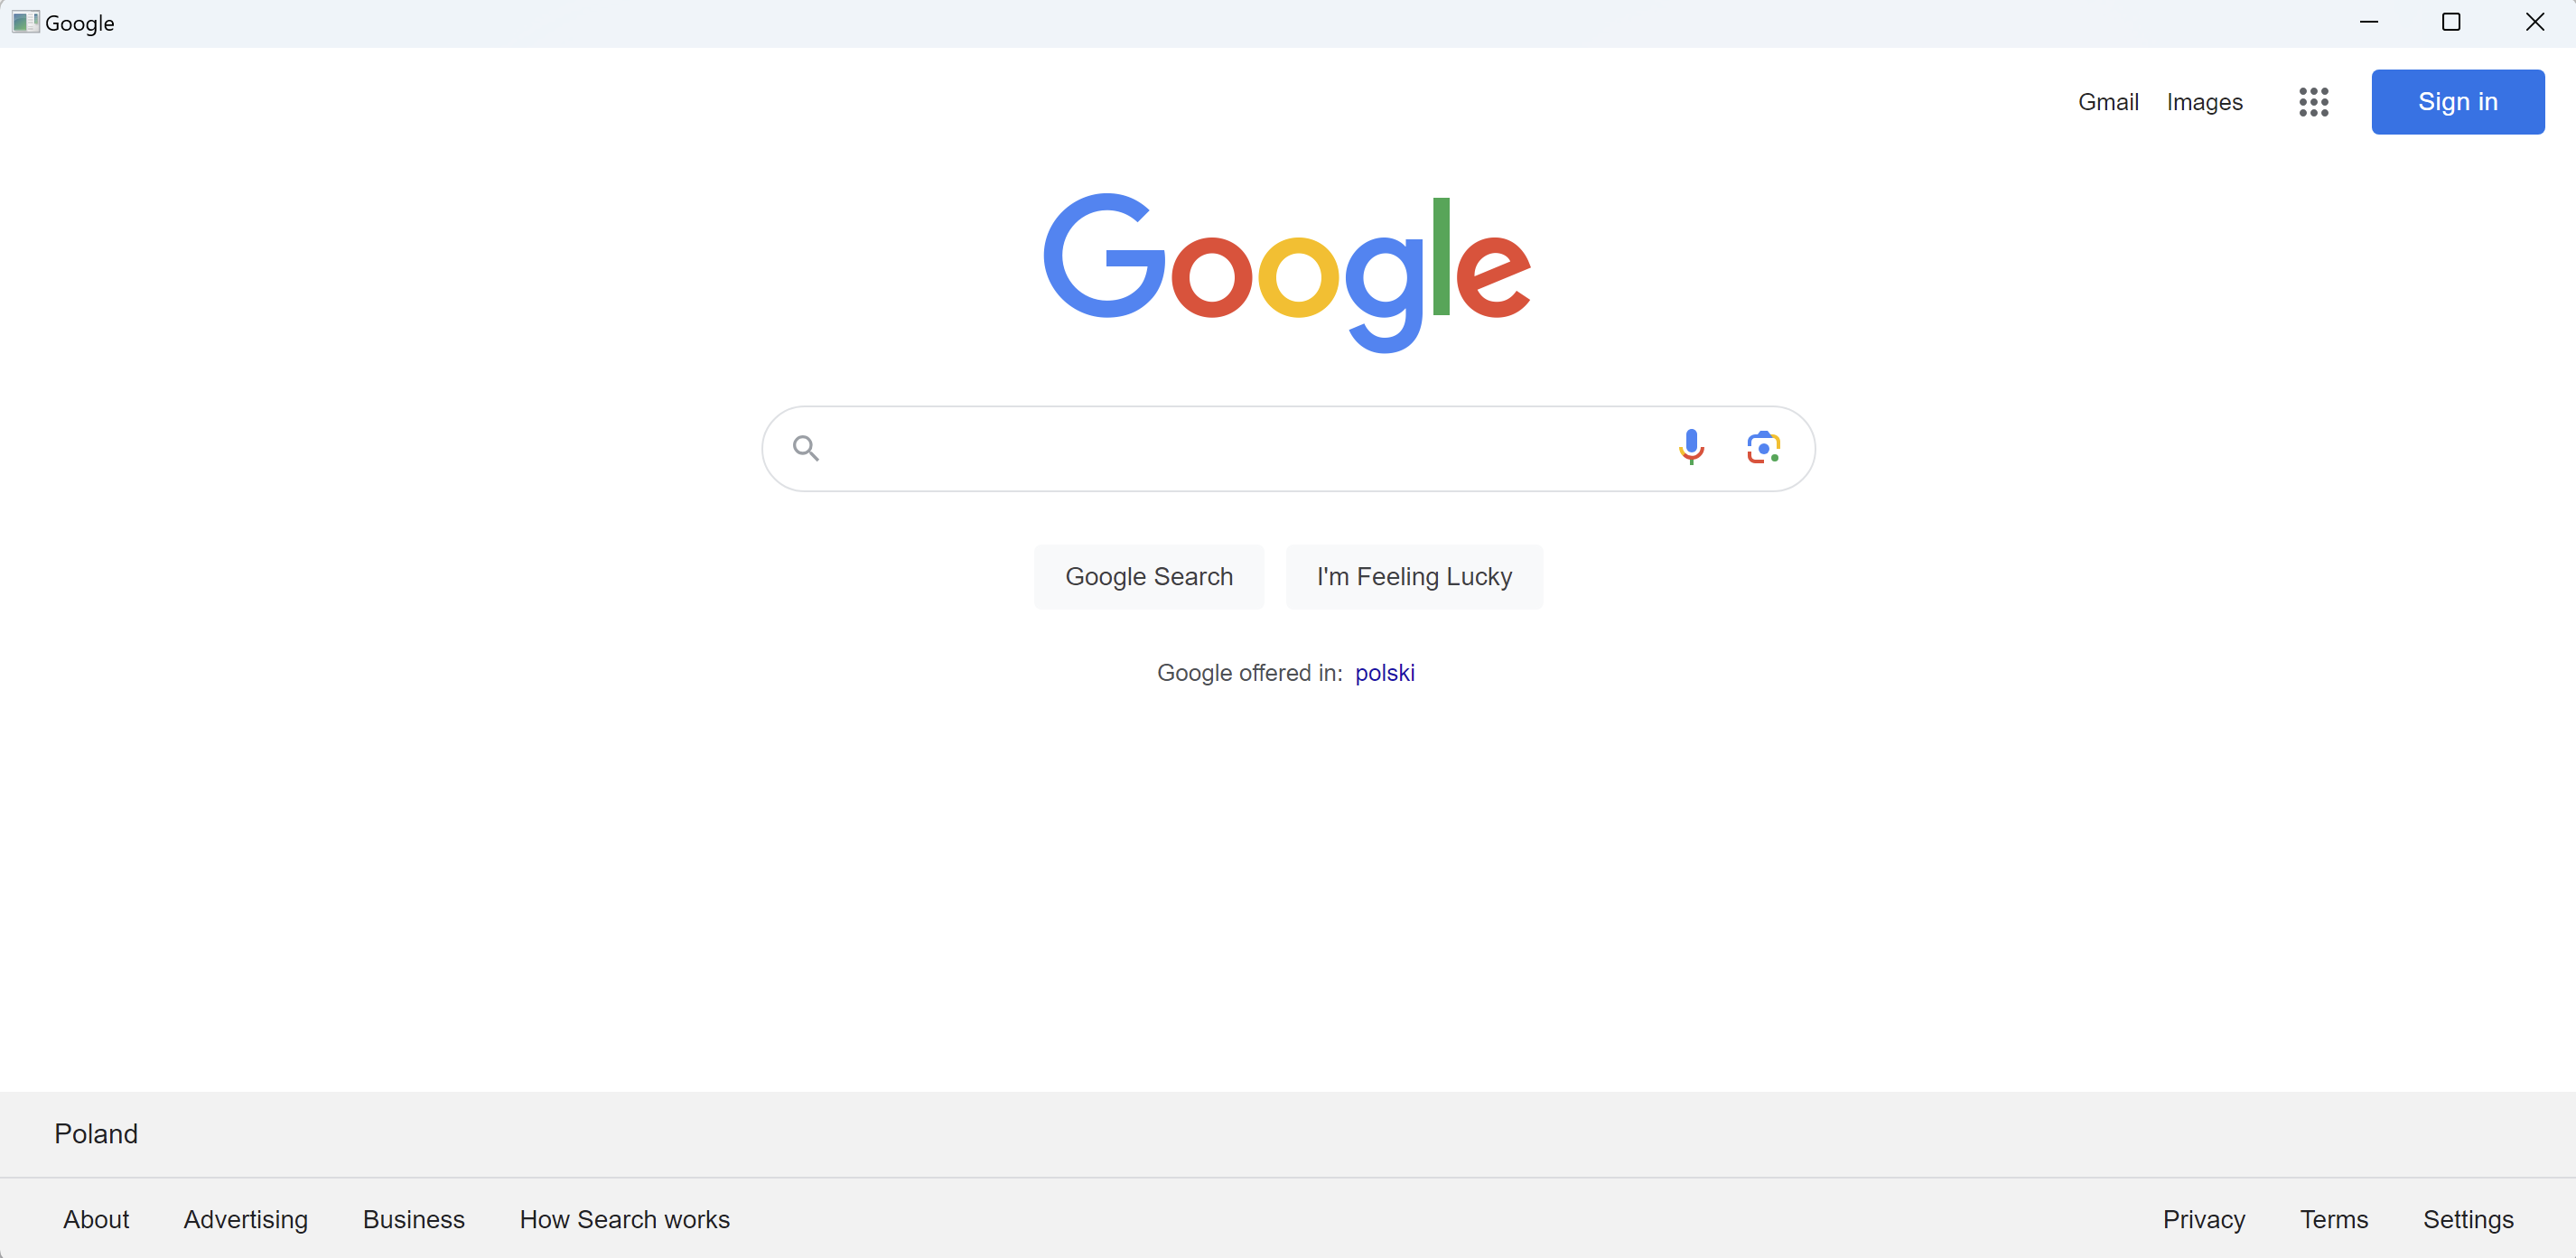 Google
Gmail Images Sign in
Google
Google Search I'm Feeling Lucky
Google offered in: polski
Poland
About Advertising Business How Search works Privacy Terms Settings